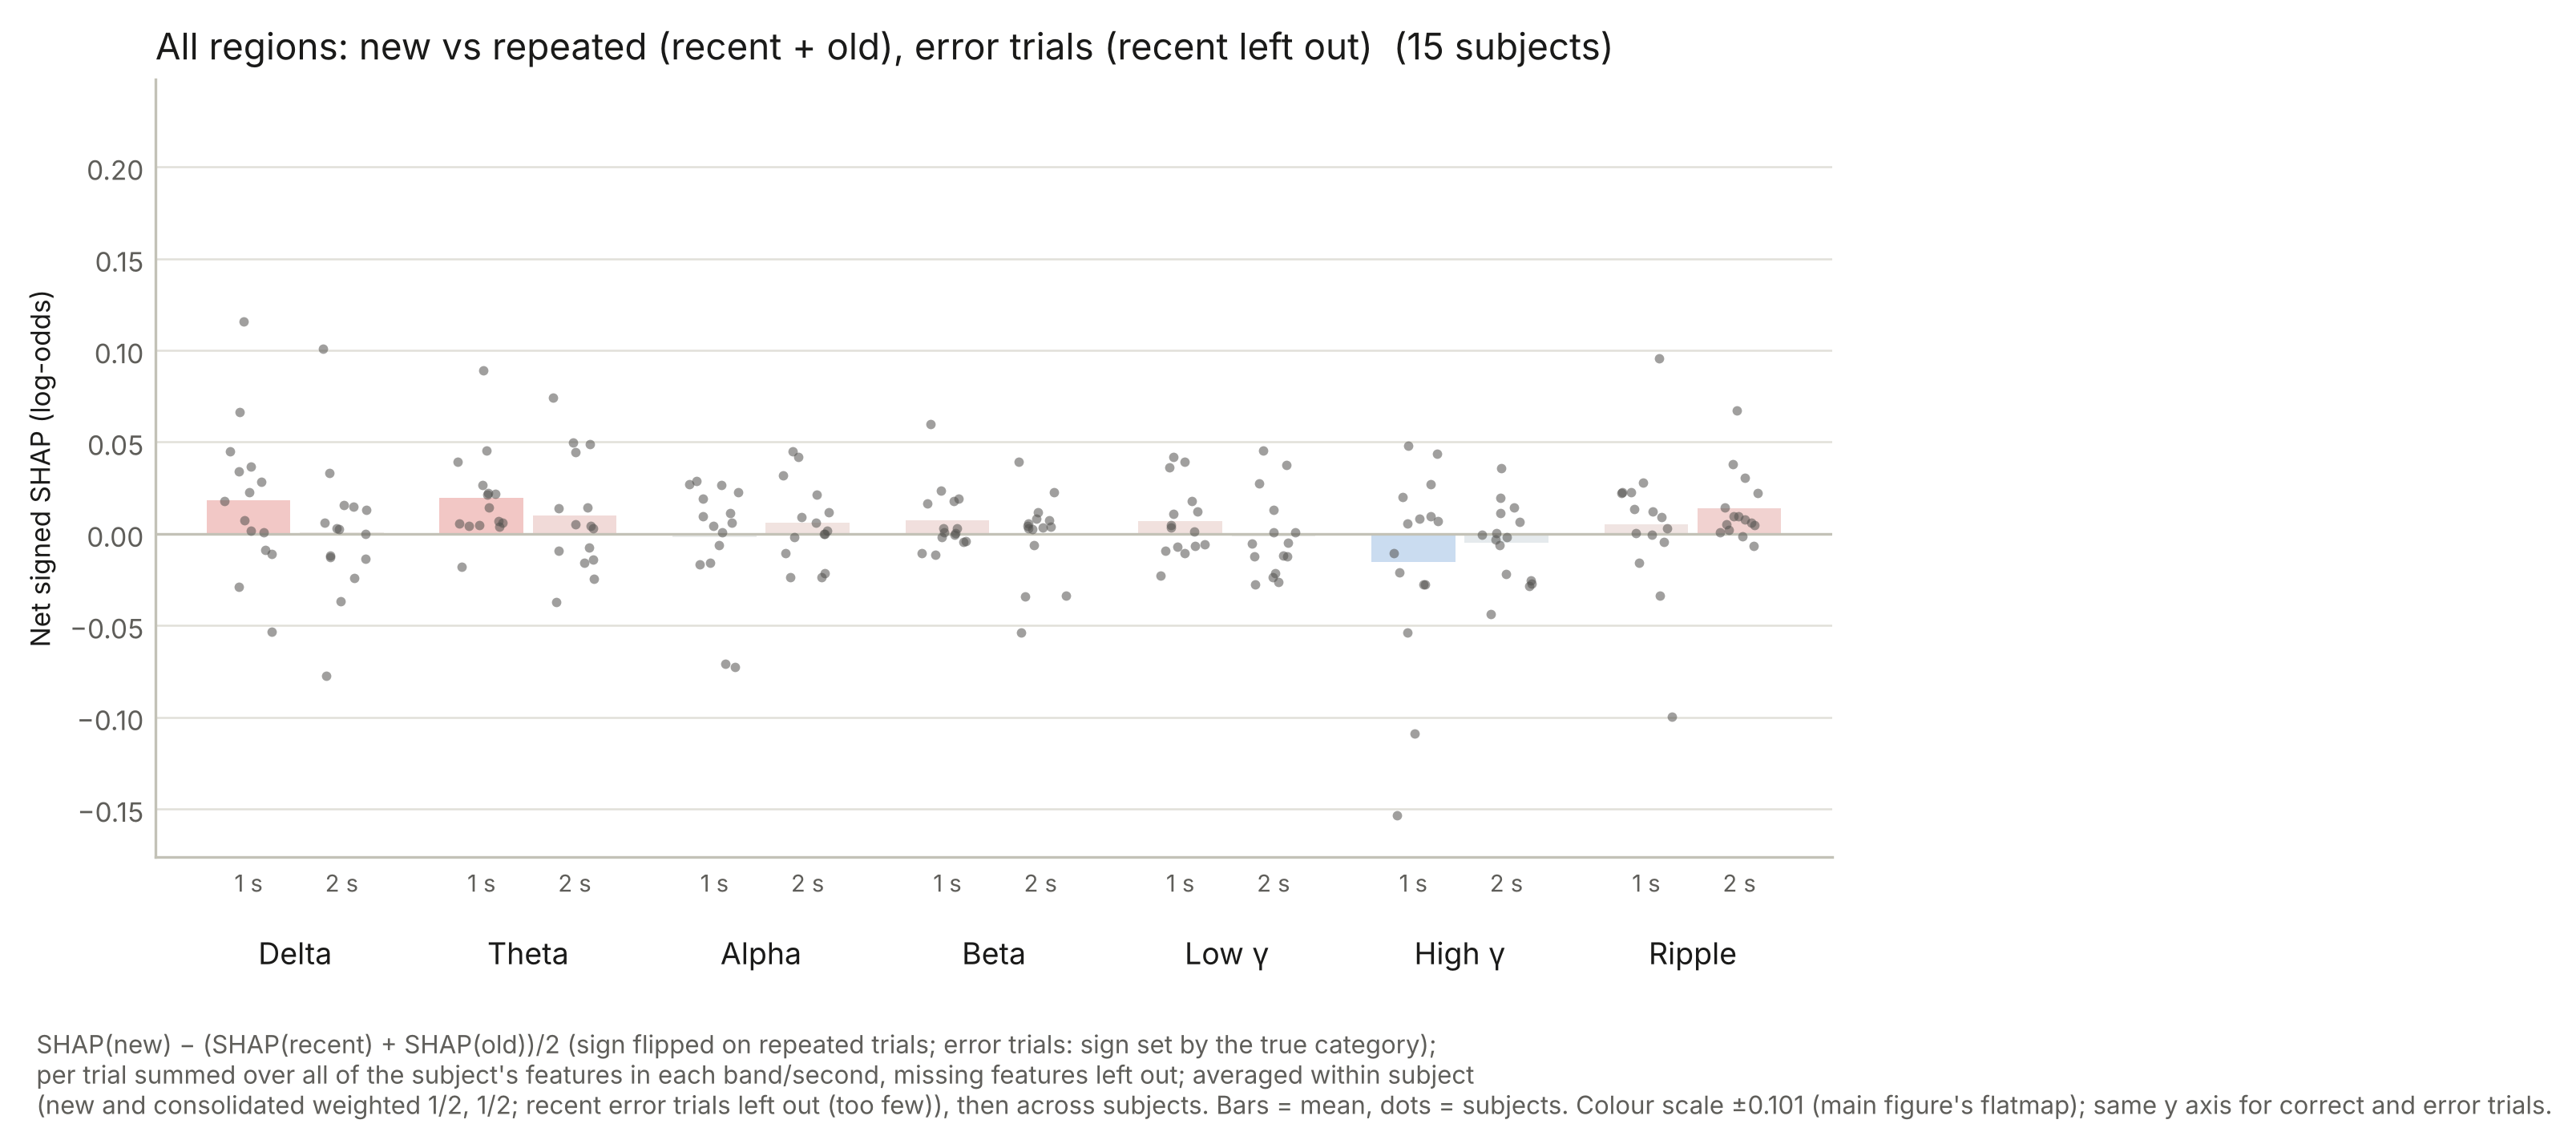 All regions: new vs repeated (recent + old), error trials (recent left out)  (15 subjects)
Net signed SHAP (log-odds)
0.20
0.15
0.10
0.05
0.00
−0.05
−0.10
−0.15
1 s 2 s 1 s 2 s 1 s 2 s 1 s 2 s 1 s 2 s 1 s 2 s 1 s 2 s
Delta Theta Alpha Beta Low γ High γ Ripple
SHAP(new) − (SHAP(recent) + SHAP(old))/2 (sign flipped on repeated trials; error trials: sign set by the true category);
per trial summed over all of the subject's features in each band/second, missing features left out; averaged within subject
(new and consolidated weighted 1/2, 1/2; recent error trials left out (too few)), then across subjects. Bars = mean, dots = subjects. Colour scale ±0.101 (main figure's flatmap); same y axis for correct and error trials.